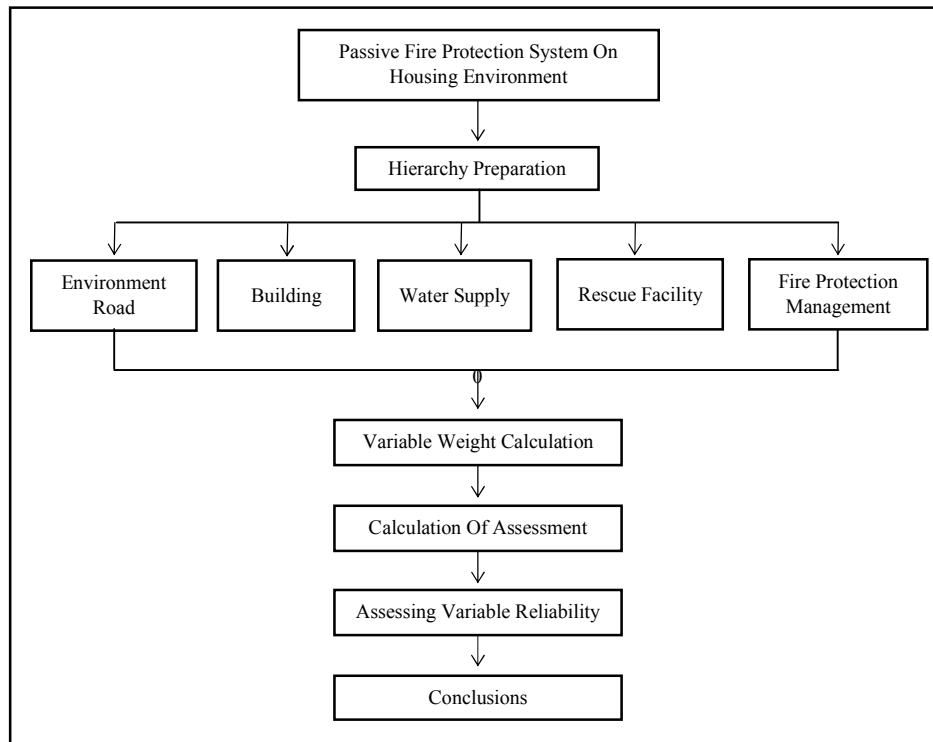 Passive Fire Protection System On
Housing Environment
Hierarchy Preparation
Environment
Road
Building
Water Supply
Rescue Facility
Fire Protection
Management
0
Variable Weight Calculation
Calculation Of Assessment
Assessing Variable Reliability
Conclusions